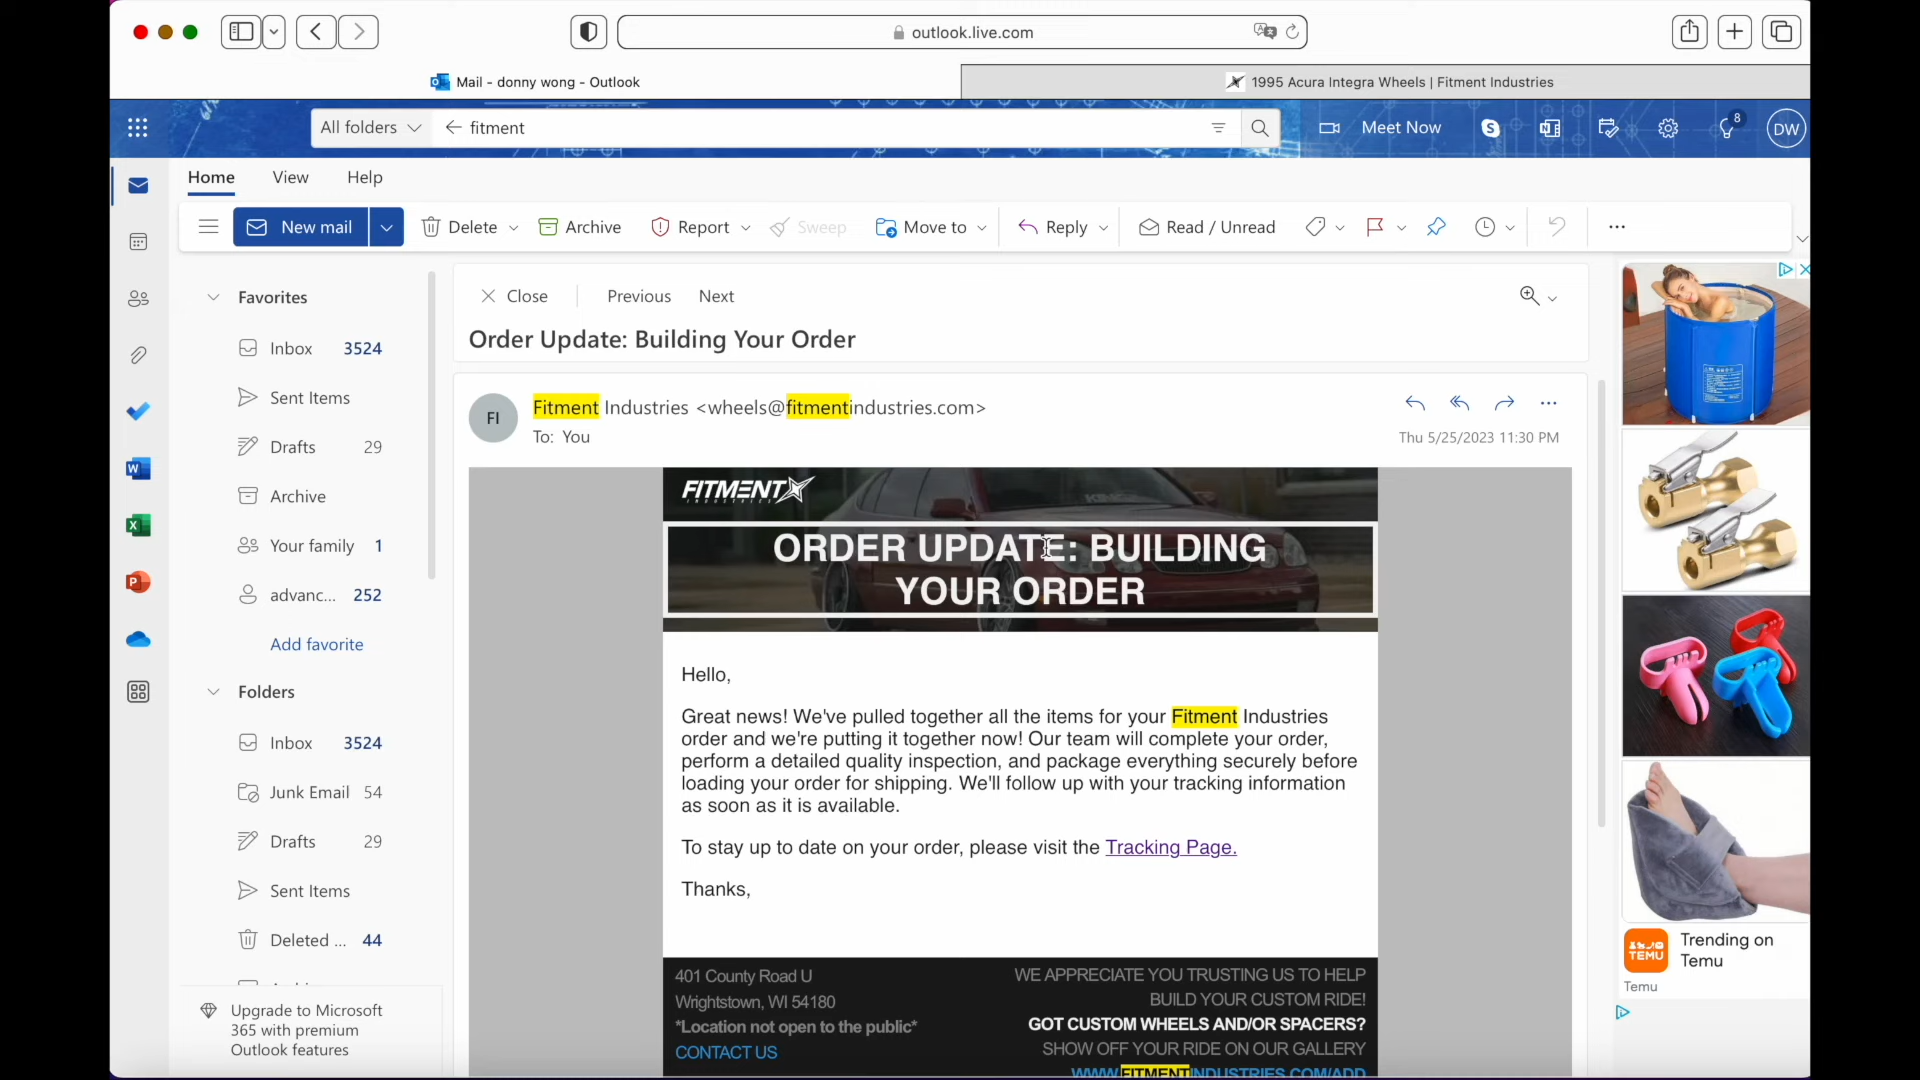 outlook.live.com
Mail - donny wong - Outlook
1995 Acura Integra Wheels | Fitment Industries
All folders
fitment
Meet Now
8
DW
Home
View
Help
New mail
Delete
Archive
Report
Sweep
Move to
Reply
Read / Unread
Favorites
Inbox 3524
Sent Items
Drafts 29
Archive
Your family 1
advanc... 252
Add favorite
Folders
Inbox 3524
Junk Email 54
Drafts 29
Sent Items
Deleted ... 44
Upgrade to Microsoft
365 with premium
Outlook features
Close
Previous
Next
Order Update: Building Your Order
FI
Fitment Industries <wheels@fitmentindustries.com>
To: You
Thu 5/25/2023 11:30 PM
FITMENT
INDUSTRIES
ORDER UPDATE: BUILDING
YOUR ORDER
Hello,
Great news! We've pulled together all the items for your Fitment Industries
order and we're putting it together now! Our team will complete your order,
perform a detailed quality inspection, and package everything securely before
loading your order for shipping. We'll follow up with your tracking information
as soon as it is available.
To stay up to date on your order, please visit the Tracking Page.
Thanks,
401 County Road U
Wrightstown, WI 54180
*Location not open to the public*
CONTACT US
WE APPRECIATE YOU TRUSTING US TO HELP
BUILD YOUR CUSTOM RIDE!
GOT CUSTOM WHEELS AND/OR SPACERS?
SHOW OFF YOUR RIDE ON OUR GALLERY
WWW.FITMENTINDUSTRIES.COM/ADD
TEMU
Trending on
Temu
Temu